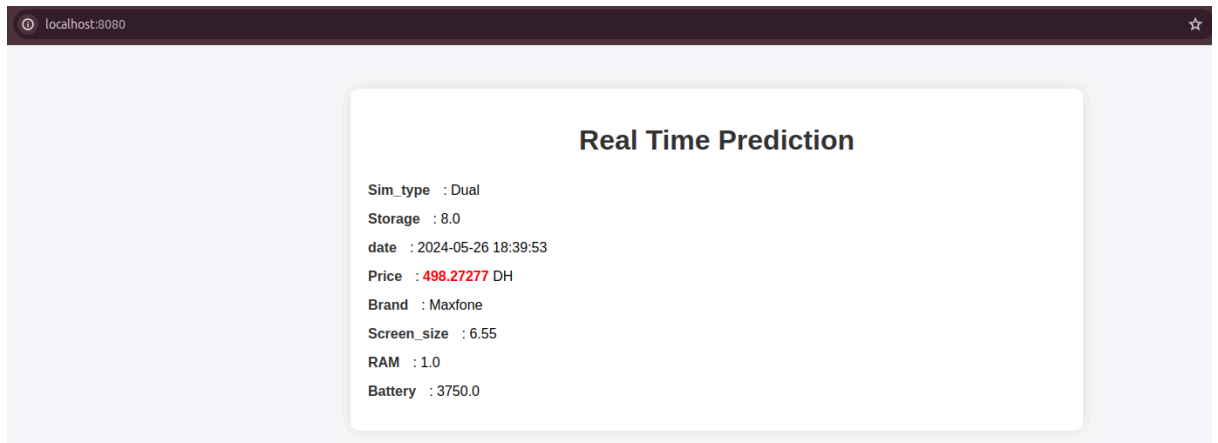 localhost:8080
Real Time Prediction
Sim_type : Dual
Storage : 8.0
date : 2024-05-26 18:39:53
Price : 498.27277 DH
Brand : Maxfone
Screen_size : 6.55
RAM : 1.0
Battery : 3750.0